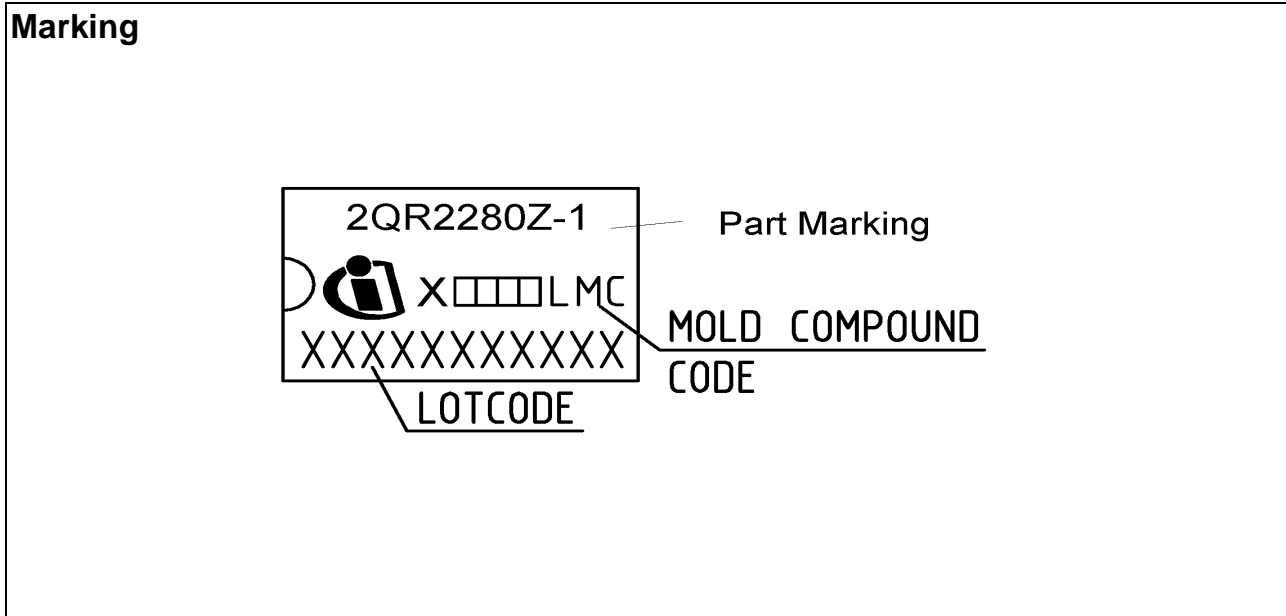 Marking
2QR2280Z-1
Part Marking
X□□□□LMC
MOLD COMPOUND
CODE
XXXXXXXXXXX
LOTCODE